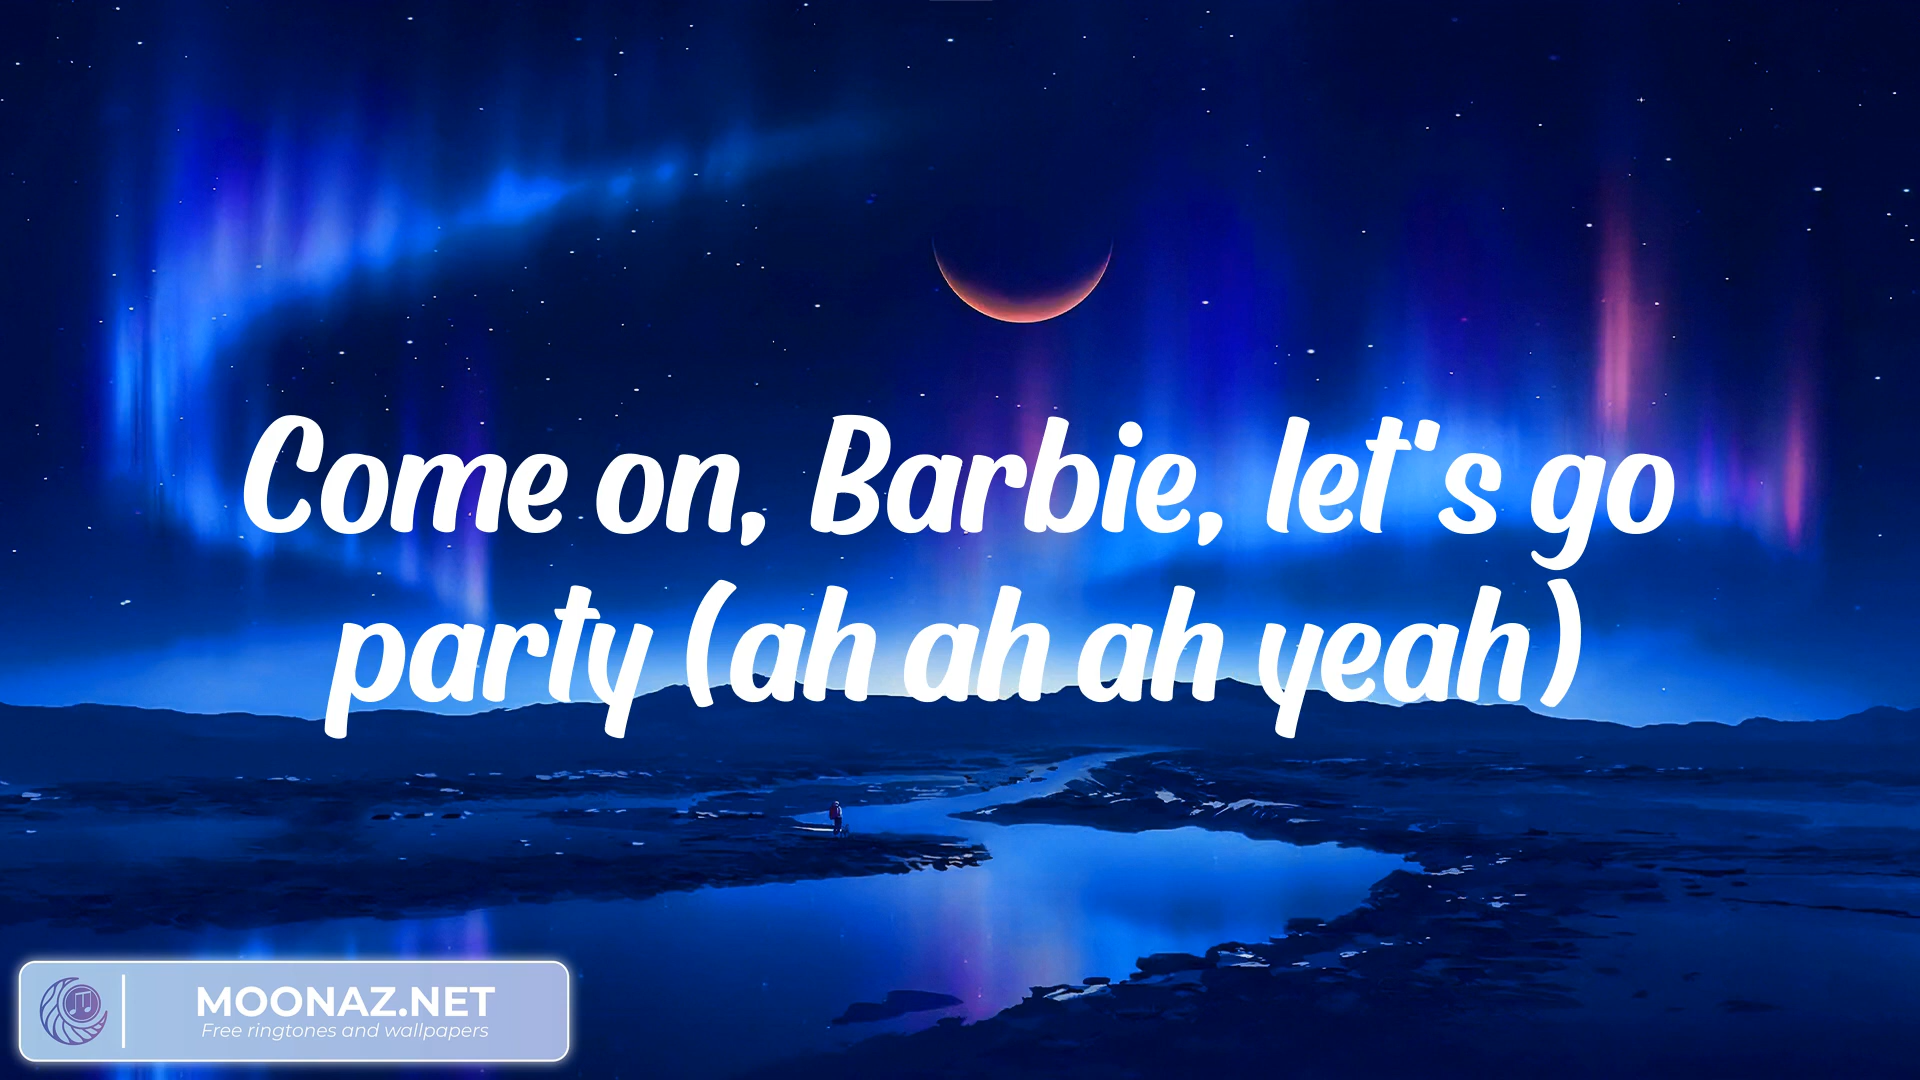 Come on, Barbie, let's go
party (ah ah ah yeah)
MOONAZ.NET
Free ringtones and wallpapers